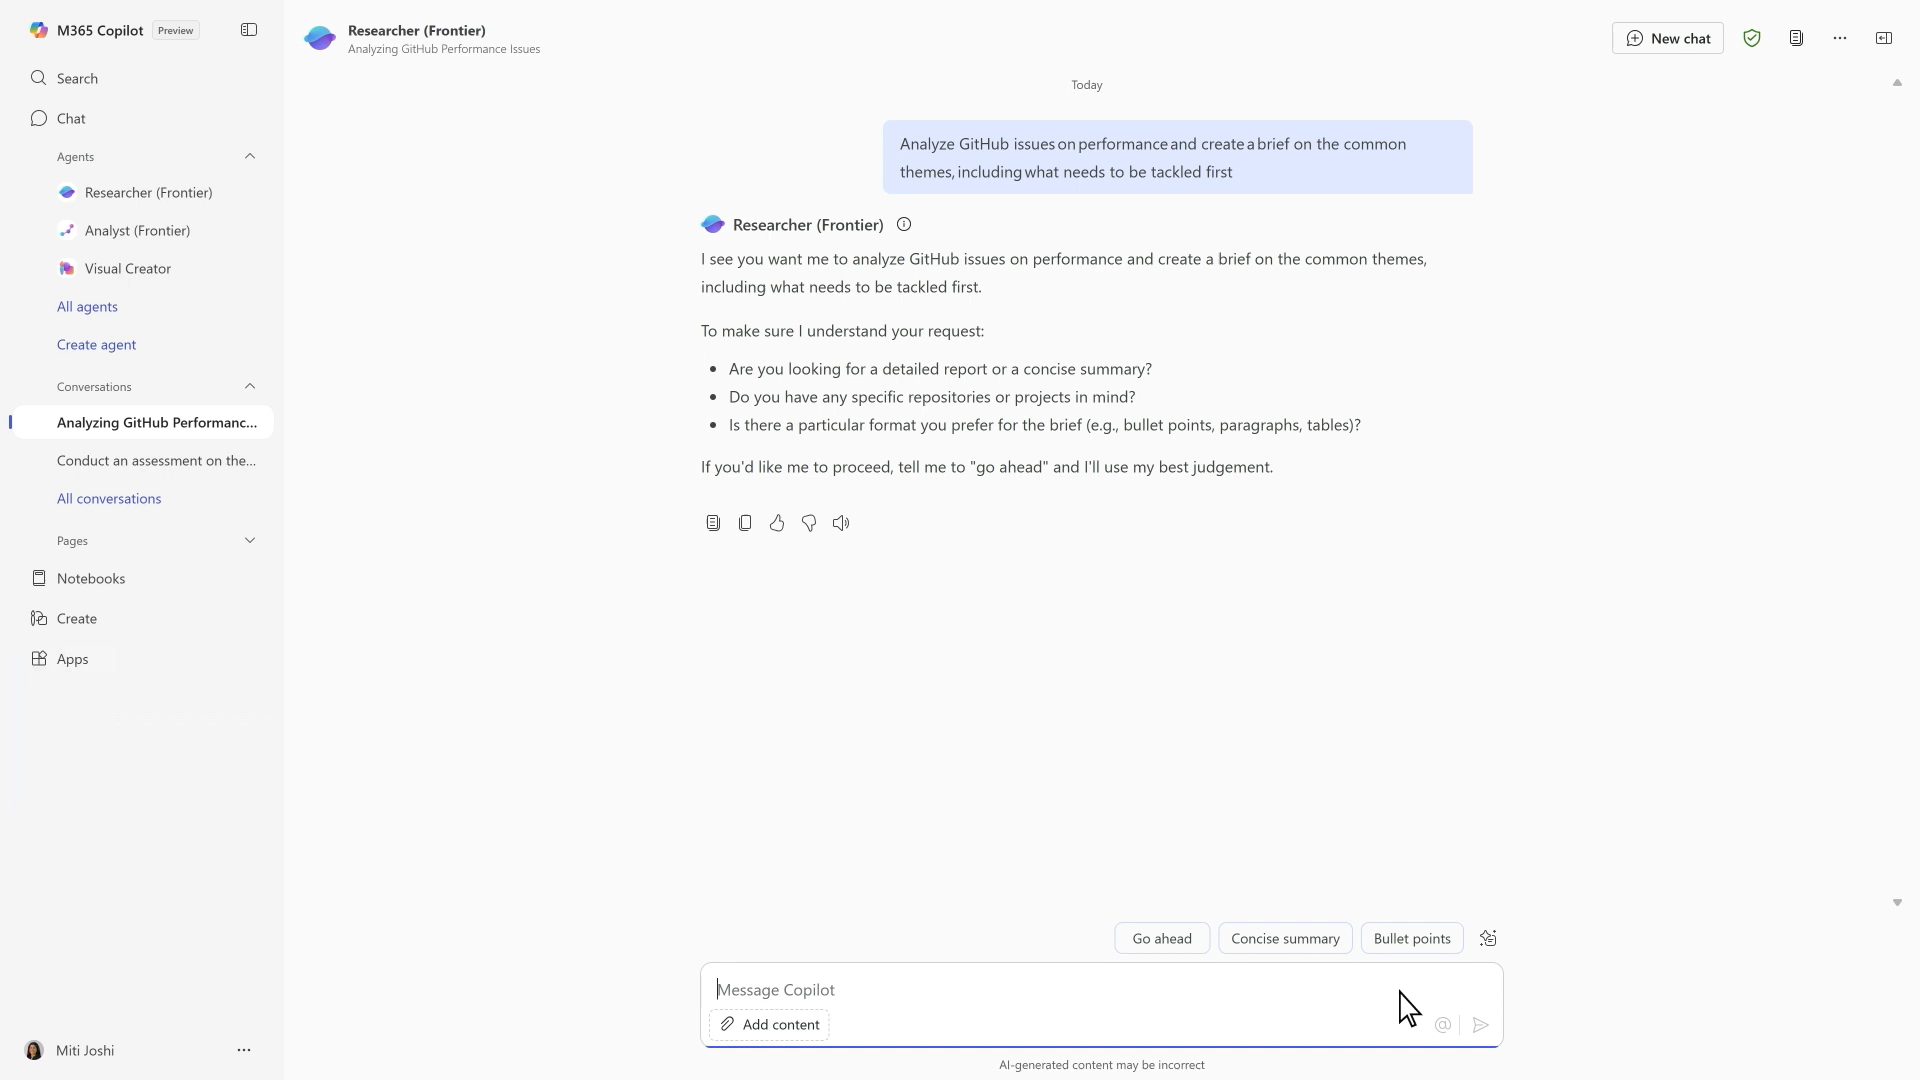 M365 Copilot Preview
Search
Chat
Agents
Researcher (Frontier)
Analyst (Frontier)
Visual Creator
All agents
Create agent
Conversations
Analyzing GitHub Performanc...
Conduct an assessment on the...
All conversations
Pages
Notebooks
Create
Apps
Miti Joshi
Researcher (Frontier)
Analyzing GitHub Performance Issues
New chat
Today
Analyze GitHub issues on performance and create a brief on the common
themes, including what needs to be tackled first
Researcher (Frontier)
I see you want me to analyze GitHub issues on performance and create a brief on the common themes,
including what needs to be tackled first.
To make sure I understand your request:
• Are you looking for a detailed report or a concise summary?
• Do you have any specific repositories or projects in mind?
• Is there a particular format you prefer for the brief (e.g., bullet points, paragraphs, tables)?
If you'd like me to proceed, tell me to "go ahead" and I'll use my best judgement.
Go ahead Concise summary Bullet points
Message Copilot
Add content
AI-generated content may be incorrect